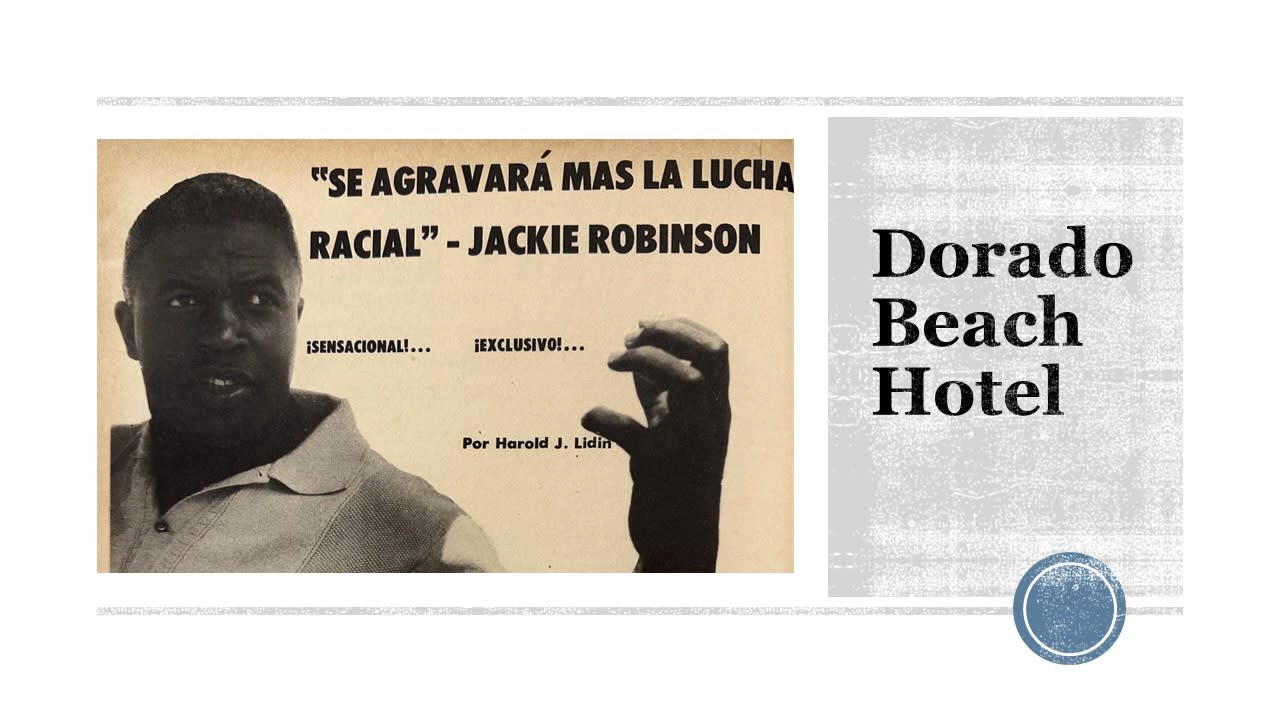 "SE AGRAVARÁ MAS LA LUCHA
RACIAL" - JACKIE ROBINSON
¡SENSACIONAL!... ¡EXCLUSIVO!...
Por Harold J. Lidin
Dorado
Beach
Hotel